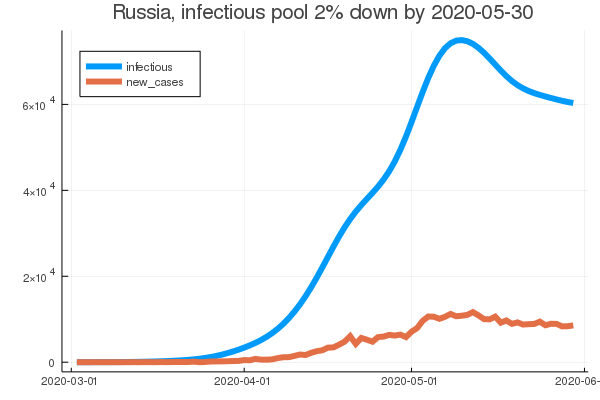 Russia, infectious pool 2% down by 2020-05-30
infectious
new_cases
6×10 4
4×10 4
2×10 4
0
2020-03-01
2020-04-01
2020-05-01
2020-06-